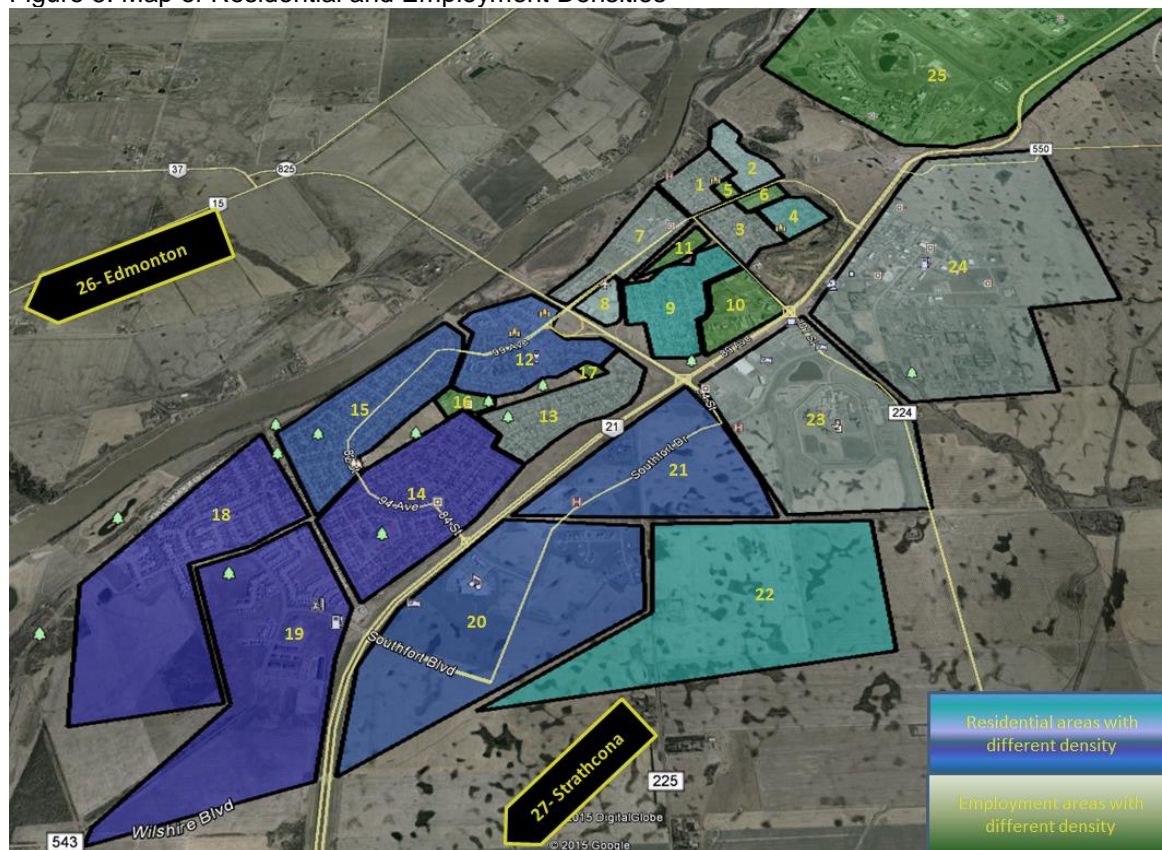 Figure 3. Map of Residential and Employment Densities
25
550
37
825
15
26- Edmonton
2
1
5
6
4
7
3
11
24
8
9
10
99 Ave
12
17
16
13
15
21
23
224
21
Southfort Dr
14
94 Ave
84 St
18
22
20
19
Southfort Blvd
27- Strathcona
225
Residential areas with
different density
Employment areas with
different density
Wilshire Blvd
543
2015 DigitalGlobe
© 2015 Google